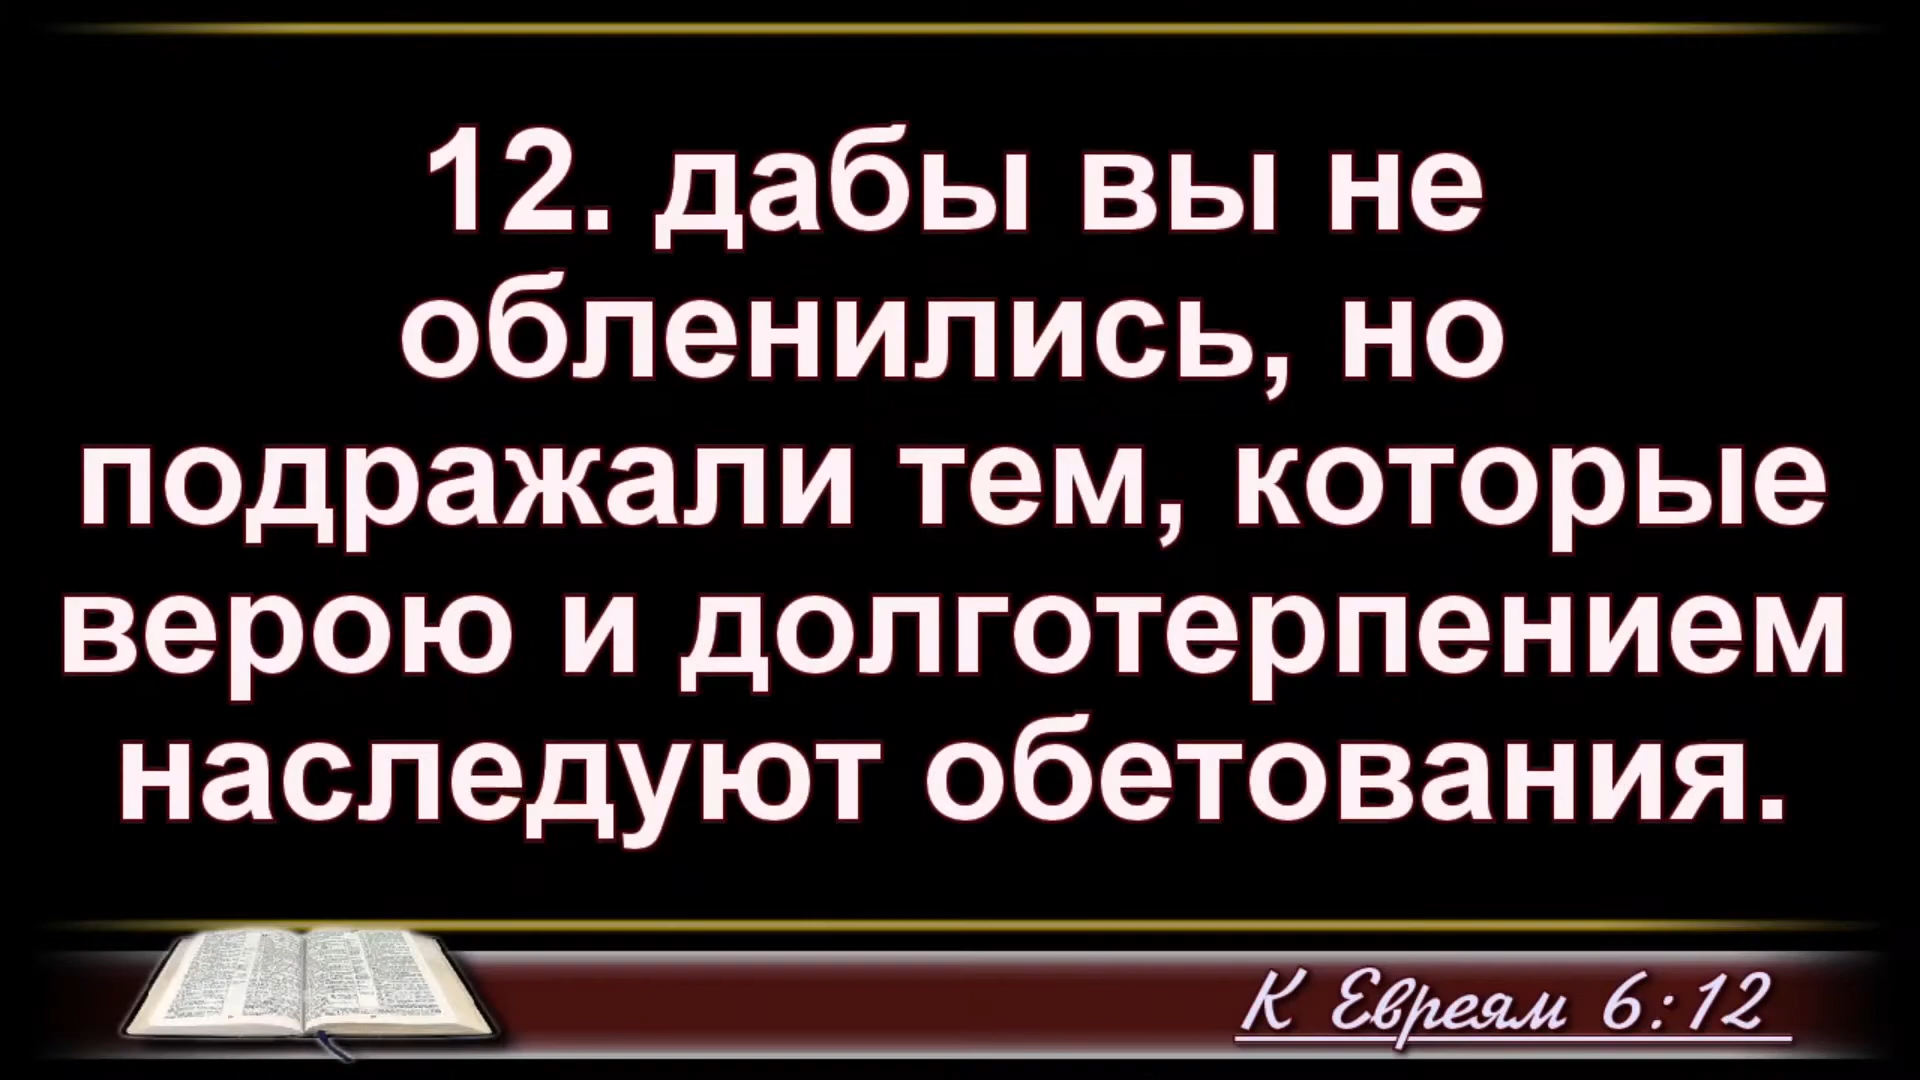 12. дабы вы не
обленились, но
подражали тем, которые
верою и долготерпением
наследуют обетования.
К Евреям 6:12